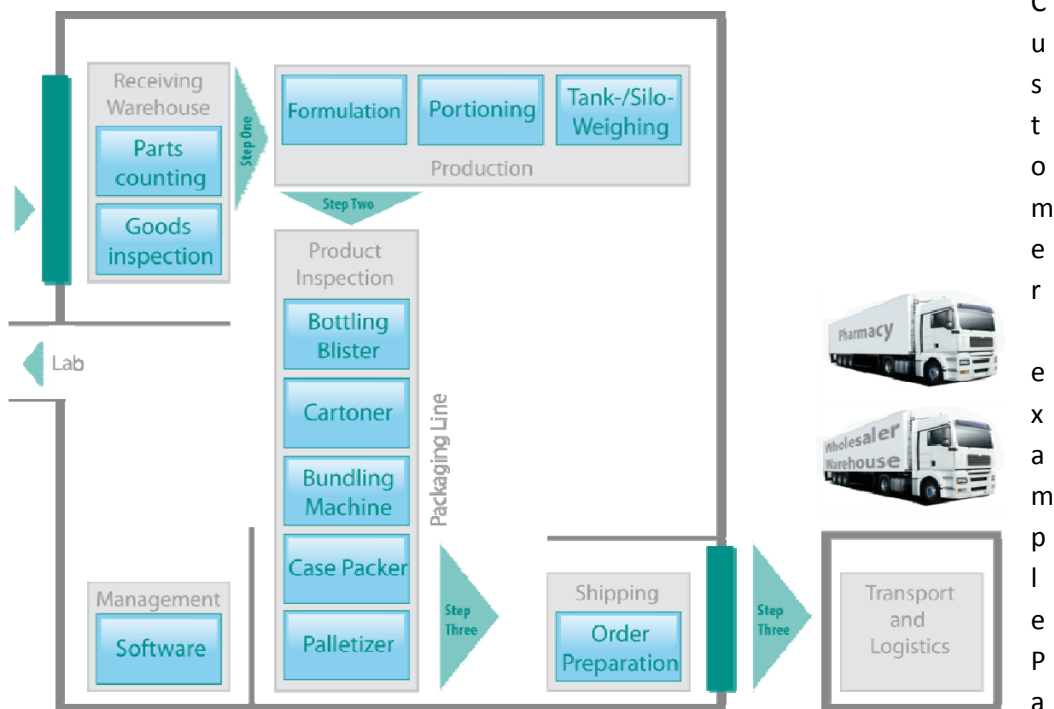 Receiving
Warehouse
Parts
counting
Goods
inspection
Step One
Formulation
Portioning
Tank-/Silo-
Weighing
Production
Step Two
Product
Inspection
Bottling
Blister
Cartoner
Bundling
Machine
Case Packer
Palletizer
Packaging Line
Lab
Management
Software
Step
Three
Shipping
Order
Preparation
Step
Three
Transport
and
Logistics
Pharmacy
Wholesaler
Warehouse
C
u
s
t
o
m
e
r
e
x
a
m
p
l
e
P
a